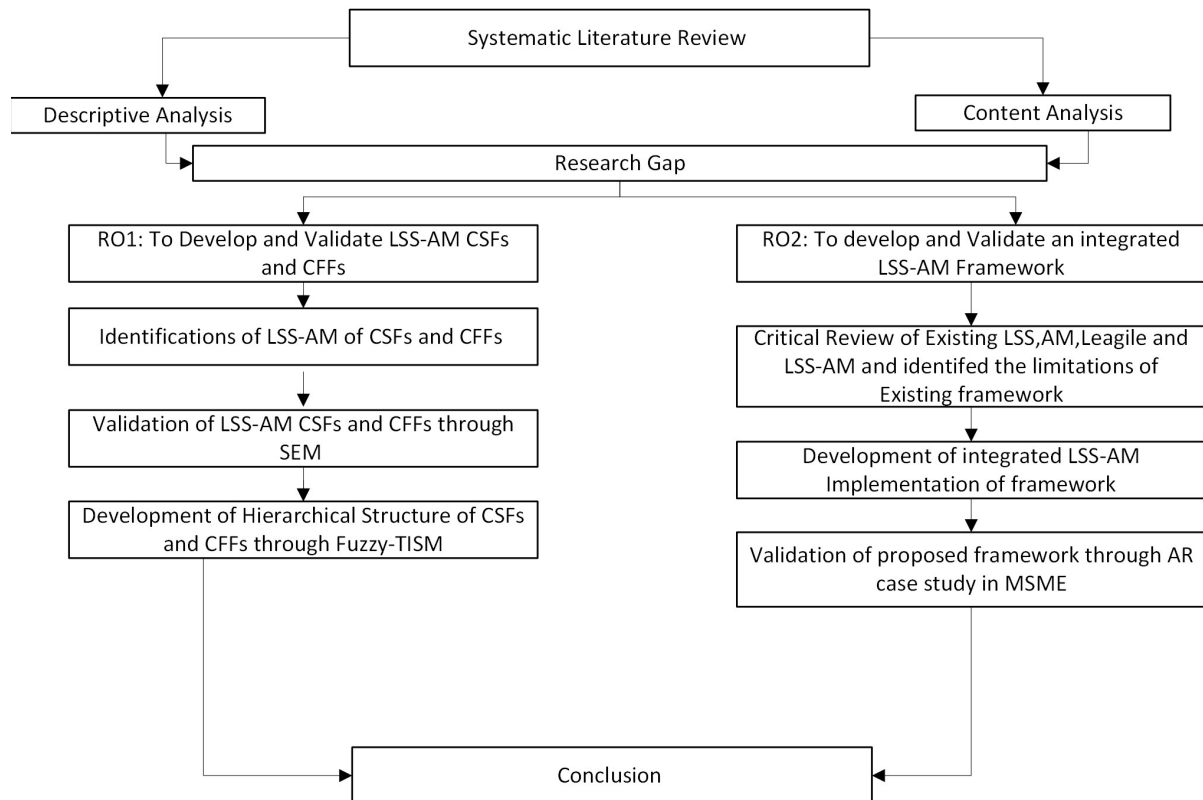 Systematic Literature Review
Descriptive Analysis
Content Analysis
Research Gap
RO1: To Develop and Validate LSS-AM CSFs
and CFFs
Identifications of LSS-AM of CSFs and CFFs
Validation of LSS-AM CSFs and CFFs through
SEM
Development of Hierarchical Structure of CSFs
and CFFs through Fuzzy-TISM
RO2: To develop and Validate an integrated
LSS-AM Framework
Critical Review of Existing LSS,AM,Leagile and
LSS-AM and identifed the limitations of
Existing framework
Development of integrated LSS-AM
Implementation of framework
Validation of proposed framework through AR
case study in MSME
Conclusion